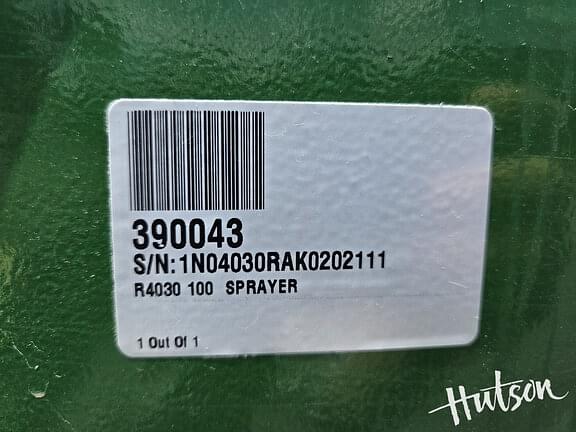 390043
S/N:1N04030RAK0202111
R4030 100 SPRAYER
1 Out Of 1
Hutson